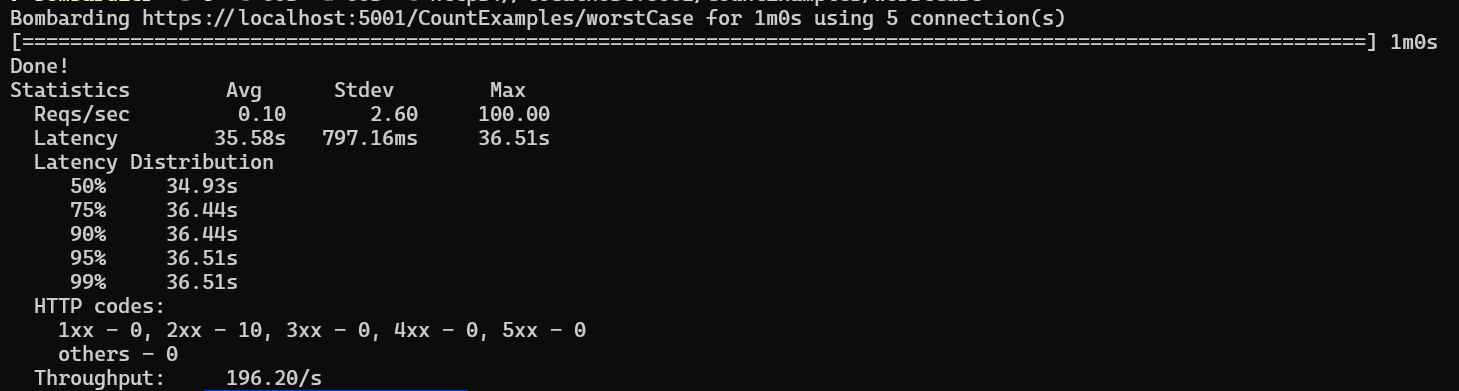 Bombarding https://localhost:5001/CountExamples/worstCase for 1m0s using 5 connection(s)
[================================================================================================================] 1m0s
Done!
Statistics        Avg      Stdev        Max
  Reqs/sec         0.10       2.60     100.00
  Latency        35.58s   797.16ms     36.51s
  Latency Distribution
     50%     34.93s
     75%     36.44s
     90%     36.44s
     95%     36.51s
     99%     36.51s
  HTTP codes:
    1xx - 0, 2xx - 10, 3xx - 0, 4xx - 0, 5xx - 0
    others - 0
  Throughput:     196.20/s